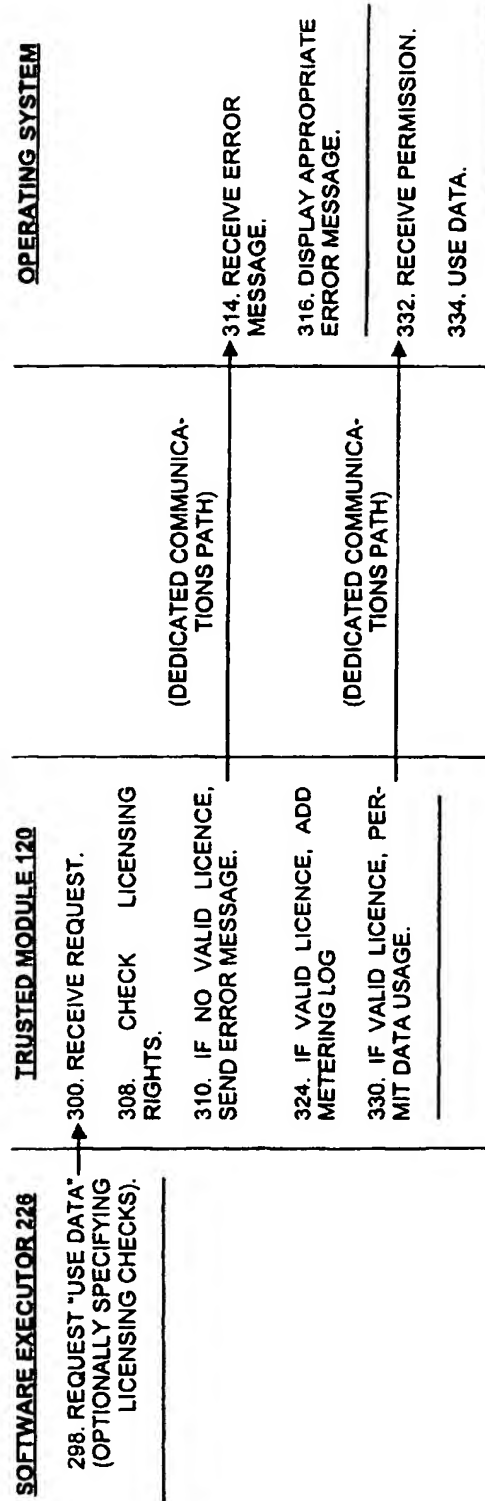 SOFTWARE EXECUTOR 226
298. REQUEST "USE DATA"
(OPTIONALLY SPECIFYING
LICENSING CHECKS).
TRUSTED MODULE 120
300. RECEIVE REQUEST.
308. CHECK LICENSING
RIGHTS.
310. IF NO VALID LICENCE,
SEND ERROR MESSAGE.
324. IF VALID LICENCE, ADD
METERING LOG
330. IF VALID LICENCE, PER-
MIT DATA USAGE.
(DEDICATED COMMUNICA-
TIONS PATH)
(DEDICATED COMMUNICA-
TIONS PATH)
OPERATING SYSTEM
314. RECEIVE ERROR
MESSAGE.
316. DISPLAY APPROPRIATE
ERROR MESSAGE.
332. RECEIVE PERMISSION.
334. USE DATA.